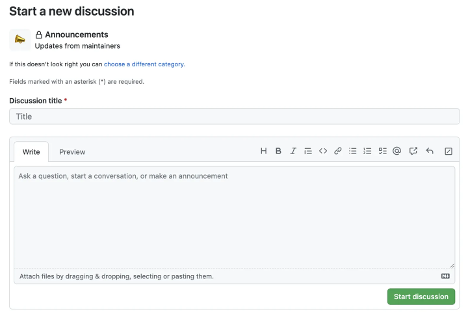 Start a new discussion
Announcements
Updates from maintainers
If this doesn't look right you can choose a different category.
Fields marked with an asterisk (*) are required.
Discussion title *
Title
Write Preview
Ask a question, start a conversation, or make an announcement
Attach files by dragging & dropping, selecting or pasting them.
Start discussion